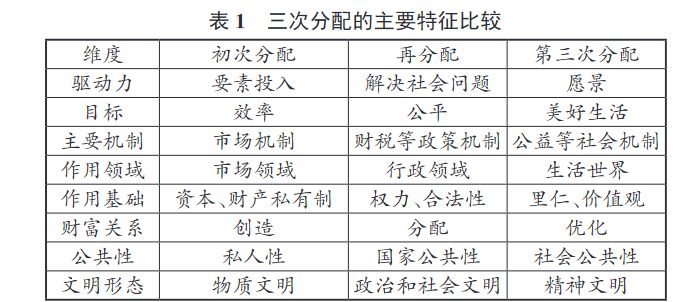 表 1 三次分配的主要特征比较
维度 初次分配 再分配 第三次分配
驱动力 要素投入 解决社会问题 愿景
目标 效率 公平 美好生活
主要机制 市场机制 财税等政策机制 公益等社会机制
作用领域 市场领域 行政领域 生活世界
作用基础 资本、财产私有制 权力、合法性 里仁、价值观
财富关系 创造 分配 优化
公共性 私人性 国家公共性 社会公共性
文明形态 物质文明 政治和社会文明 精神文明